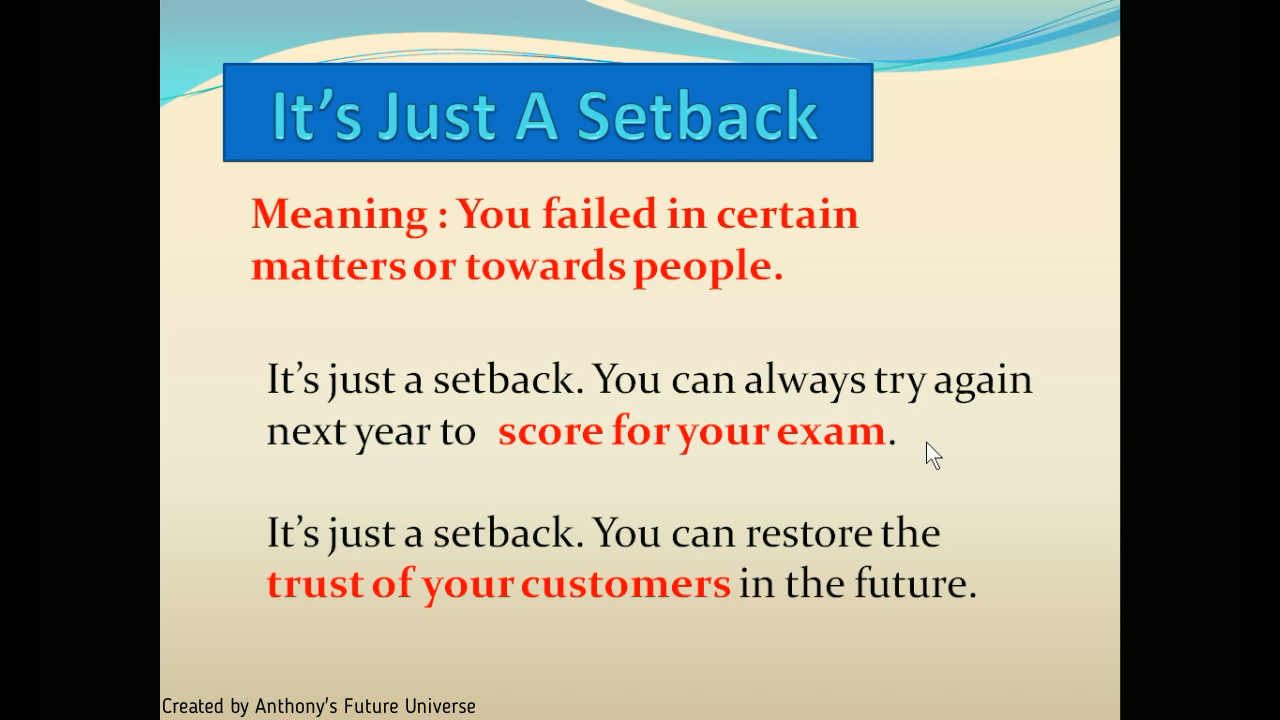 It's Just A Setback
Meaning : You failed in certain
matters or towards people.
It's just a setback. You can always try again
next year to score for your exam.
It's just a setback. You can restore the
trust of your customers in the future.
Created by Anthony's Future Universe